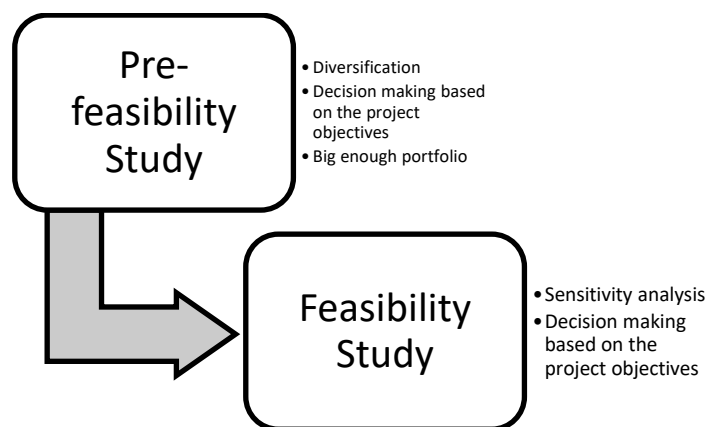 Pre-
feasibility
Study
• Diversification
• Decision making based
on the project
objectives
• Big enough portfolio
Feasibility
Study
• Sensitivity analysis
• Decision making
based on the
project objectives